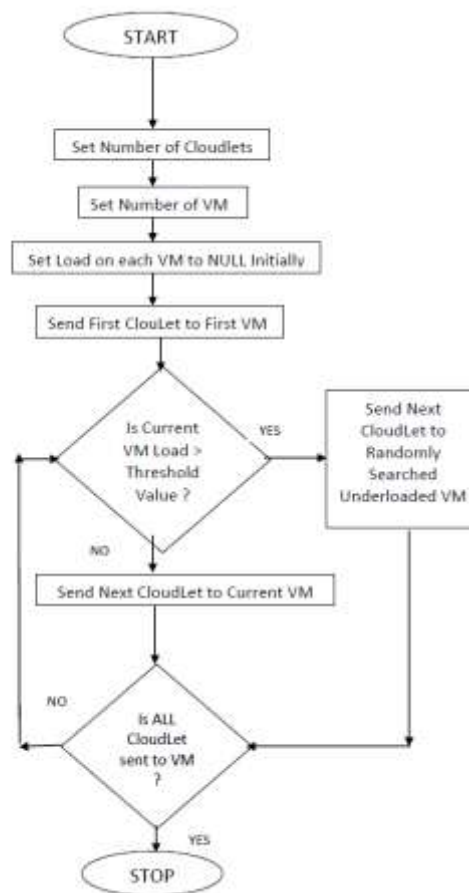 START
Set Number of Cloudlets
Set Number of VM
Set Load on each VM to NULL Initially
Send First ClouLet to First VM
Is Current
VM Load >
Threshold
Value ?
YES
Send Next
CloudLet to
Randomly
Searched
Underloaded VM
NO
Send Next CloudLet to Current VM
NO
Is ALL
CloudLet
sent to VM
?
YES
STOP